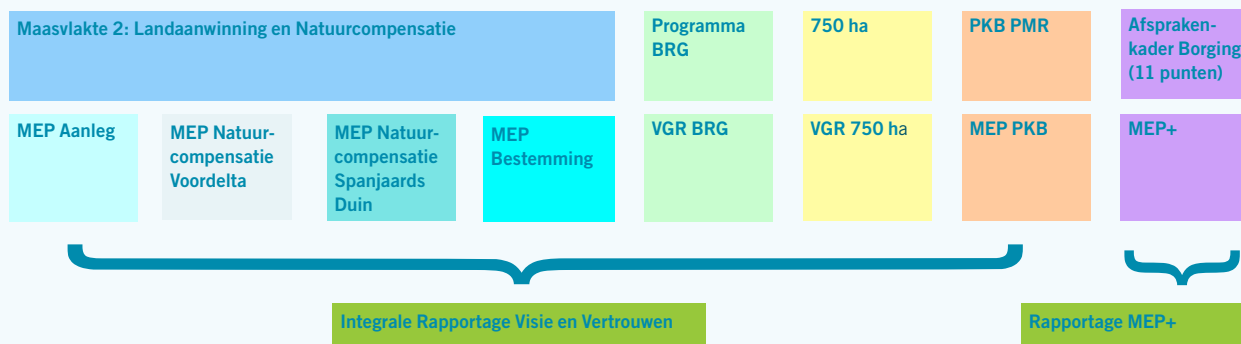 Maasvlakte 2: Landaanwinning en Natuurcompensatie
Programma
BRG
750 ha
PKB PMR
Afspraken-
kader Borging
(11 punten)
MEP Aanleg
MEP Natuur-
compensatie
Voordelta
MEP Natuur-
compensatie
Spanjaards
Duin
MEP
Bestemming
VGR BRG
VGR 750 ha
MEP PKB
MEP+
Integrale Rapportage Visie en Vertrouwen
Rapportage MEP+